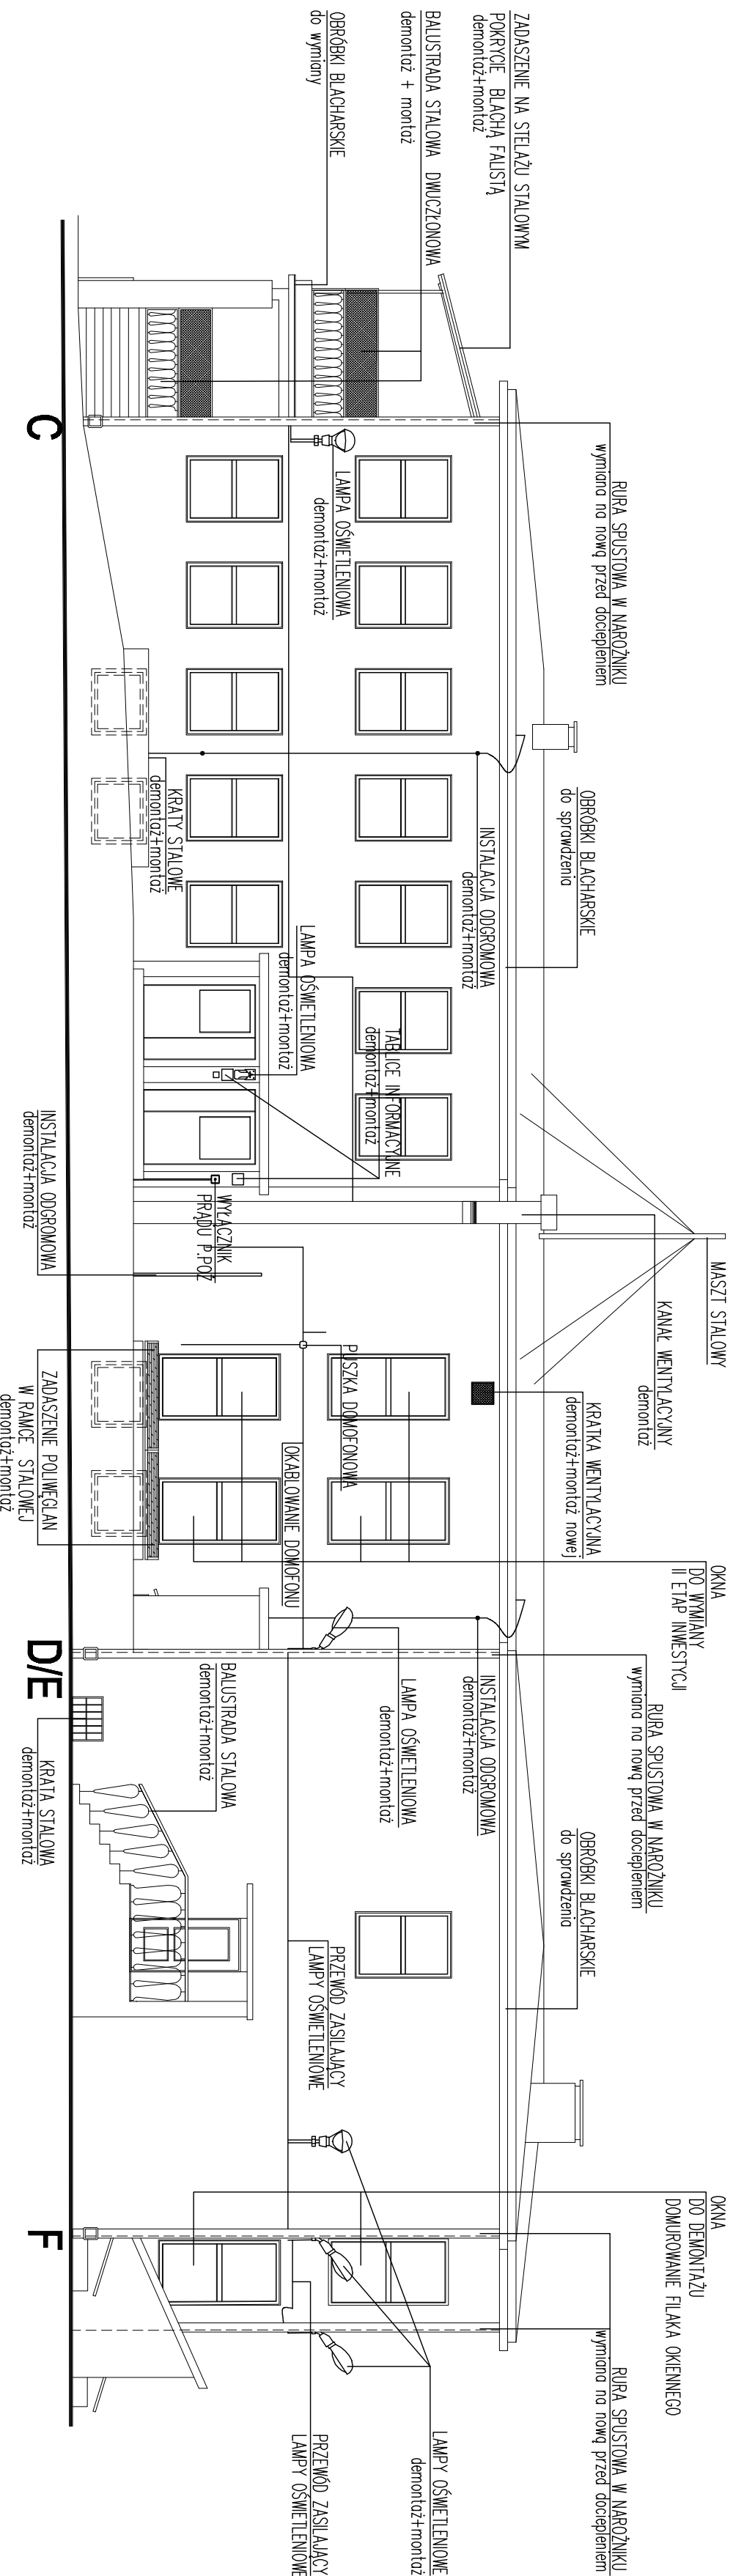 ZADASZENIE NA STELAŻU STALOWYM
POKRYCIE BLACHĄ FALISTĄ
demontaż+montaż
BALUSTRADA STALOWA DWUCZŁONOWA
demontaż + montaż
OBRÓBKI BLACHARSKIE
do wymiany
RURA SPUSTOWA W NAROŻNIKU
wymiana na nową przed dociepleniem
LAMPA OŚWIETLENIOWA
demontaż+montaż
KRATY STALOWE
demontaż+montaż
OBRÓBKI BLACHARSKIE
do sprawdzenia
INSTALACJA ODGROMOWA
demontaż+montaż
LAMPA OŚWIETLENIOWA
demontaż+montaż
TABLICE INFORMACYJNE
demontaż+montaż
WYŁĄCZNIK
PRĄDU P.POŻ
INSTALACJA ODGROMOWA
demontaż+montaż
MASZT STALOWY
KANAŁ WENTYLACYJNY
demontaż
KRATKA WENTYLACYJNA
demontaż+montaż nowej
PUSZKA DOMOFONOWA
OKABLOWANIE DOMOFONU
ZADASZENIE POLIWĘGLAN
W RAMCE STALOWEJ
demontaż+montaż
OKNA
DO WYMIANY
II ETAP INWESTYCJI
RURA SPUSTOWA W NAROŻNIKU
wymiana na nową przed dociepleniem
INSTALACJA ODGROMOWA
demontaż+montaż
LAMPA OŚWIETLENIOWA
demontaż+montaż
BALUSTRADA STALOWA
demontaż+montaż
KRATA STALOWA
demontaż+montaż
OBRÓBKI BLACHARSKIE
do sprawdzenia
PRZEWÓD ZASILAJĄCY
LAMPY OŚWIETLENIOWE
OKNA
DO DEMONTAŻU
DOMUROWANIE FILAKA OKIENNEGO
RURA SPUSTOWA W NAROŻNIKU
wymiana na nową przed dociepleniem
LAMPY OŚWIETLENIOWE
demontaż+montaż
PRZEWÓD ZASILAJĄCY
LAMPY OŚWIETLENIOWE
C
D/E
F